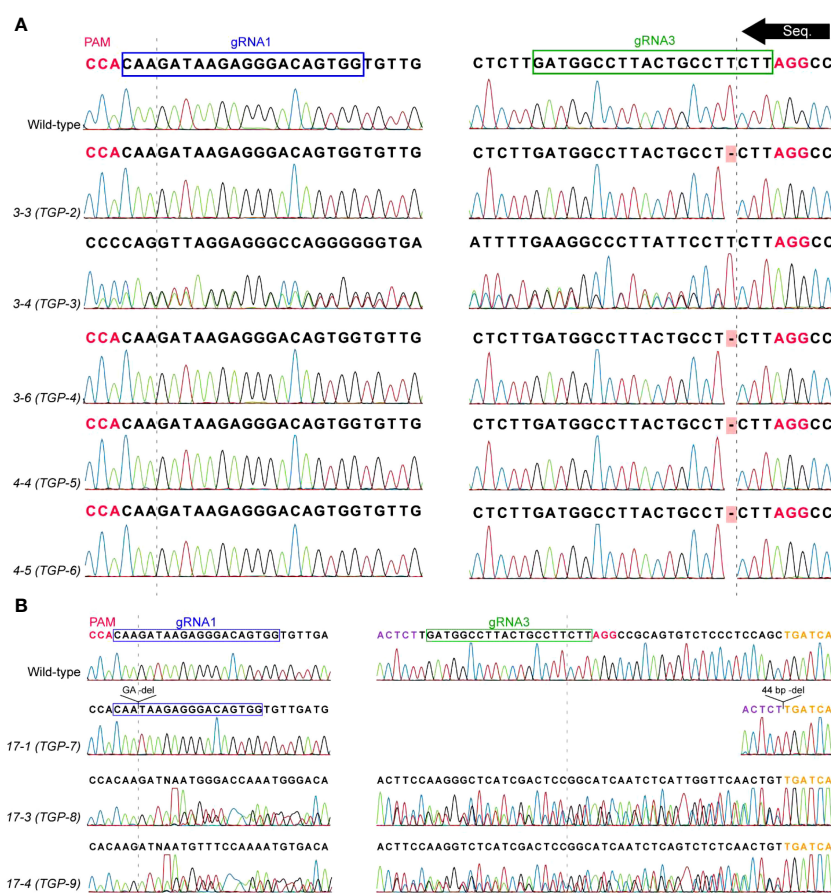 A
PAM gRNA1 gRNA3 Seq.
CCACAAGATAAGAGGGACAGTGGTGTTG CTCTTGATGGCCTTACTGCCTTCTTAGGCC
Wild-type
CCACAAGATAAGAGGGACAGTGGTGTTG CTCTTGATGGCCTTACTGCCT-CTTAGGCC
3-3 (TGP-2)
CCCCAGGTTAGGAGGGCCAGGGGGGTGA ATTTTGAAGGCCCTTATTCCTTCTTAGGCC
3-4 (TGP-3)
CCACAAGATAAGAGGGACAGTGGTGTTG CTCTTGATGGCCTTACTGCCT-CTTAGGCC
3-6 (TGP-4)
CCACAAGATAAGAGGGACAGTGGTGTTG CTCTTGATGGCCTTACTGCCT-CTTAGGCC
4-4 (TGP-5)
CCACAAGATAAGAGGGACAGTGGTGTTG CTCTTGATGGCCTTACTGCCT-CTTAGGCC
4-5 (TGP-6)
B
PAM gRNA1 gRNA3
CCACAAGATAAGAGGGACAGTGGTGTTGA ACTCTTGATGGCCTTACTGCCTTCTTAGGCCGCAGTGTCTCCCTCCAGCTGATCA
Wild-type
GA -del 44 bp -del
CCACAATAAGAGGGACAGTGGTGTTGATG ACTCTTGATCA
17-1 (TGP-7)
CCACAAGATNAATGGGACCAAATGGGACA ACTTCCAAGGGCTCATCGACTCCGGCATCAATCTCATTGGTTCAACTGTTGATCA
17-3 (TGP-8)
CACAAGATNAATGTTTCCAAAATGTGACA ACTTCCAAGGTCTCATCGACTCCGGCATCAATCTCAGTCTGGTTCAACTGTTGATCA
17-4 (TGP-9)